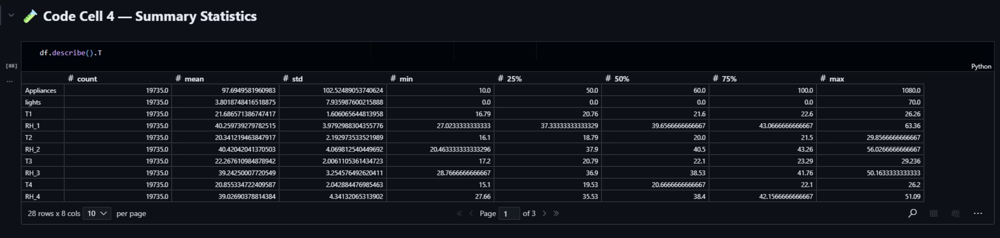 🧪 Code Cell 4 — Summary Statistics
df.describe().T
[88]
Python
...
# count # mean # std # min # 25% # 50% # 75% # max
Appliances 19735.0 97.6949581960983 102.52489053740624 10.0 50.0 60.0 100.0 1080.0
lights 19735.0 3.8018748416518875 7.935987600215888 0.0 0.0 0.0 0.0 70.0
T1 19735.0 21.686571386747417 1.606065644813958 16.79 20.76 21.6 22.6 26.26
RH_1 19735.0 40.259739279782515 3.9792988304355776 27.0233333333333 37.33333333333329 39.6566666666667 43.0666666666667 63.36
T2 19735.0 20.341219463847917 2.192973533521989 16.1 18.79 20.0 21.5 29.8566666666667
RH_2 19735.0 40.42042041370503 4.069812540449692 20.463333333333296 37.9 40.5 43.26 56.0266666666667
T3 19735.0 22.267610984878942 2.0061105361434723 17.2 20.79 22.1 23.29 29.236
RH_3 19735.0 39.24250007720549 3.254576492620411 28.7666666666667 36.9 38.53 41.76 50.1633333333333
T4 19735.0 20.855334722409587 2.042884476985463 15.1 19.53 20.6666666666667 22.1 26.2
RH_4 19735.0 39.02690378814384 4.34132065313902 27.66 35.53 38.4 42.1566666666667 51.09
28 rows x 8 cols 10 per page Page 1 of 3 ...